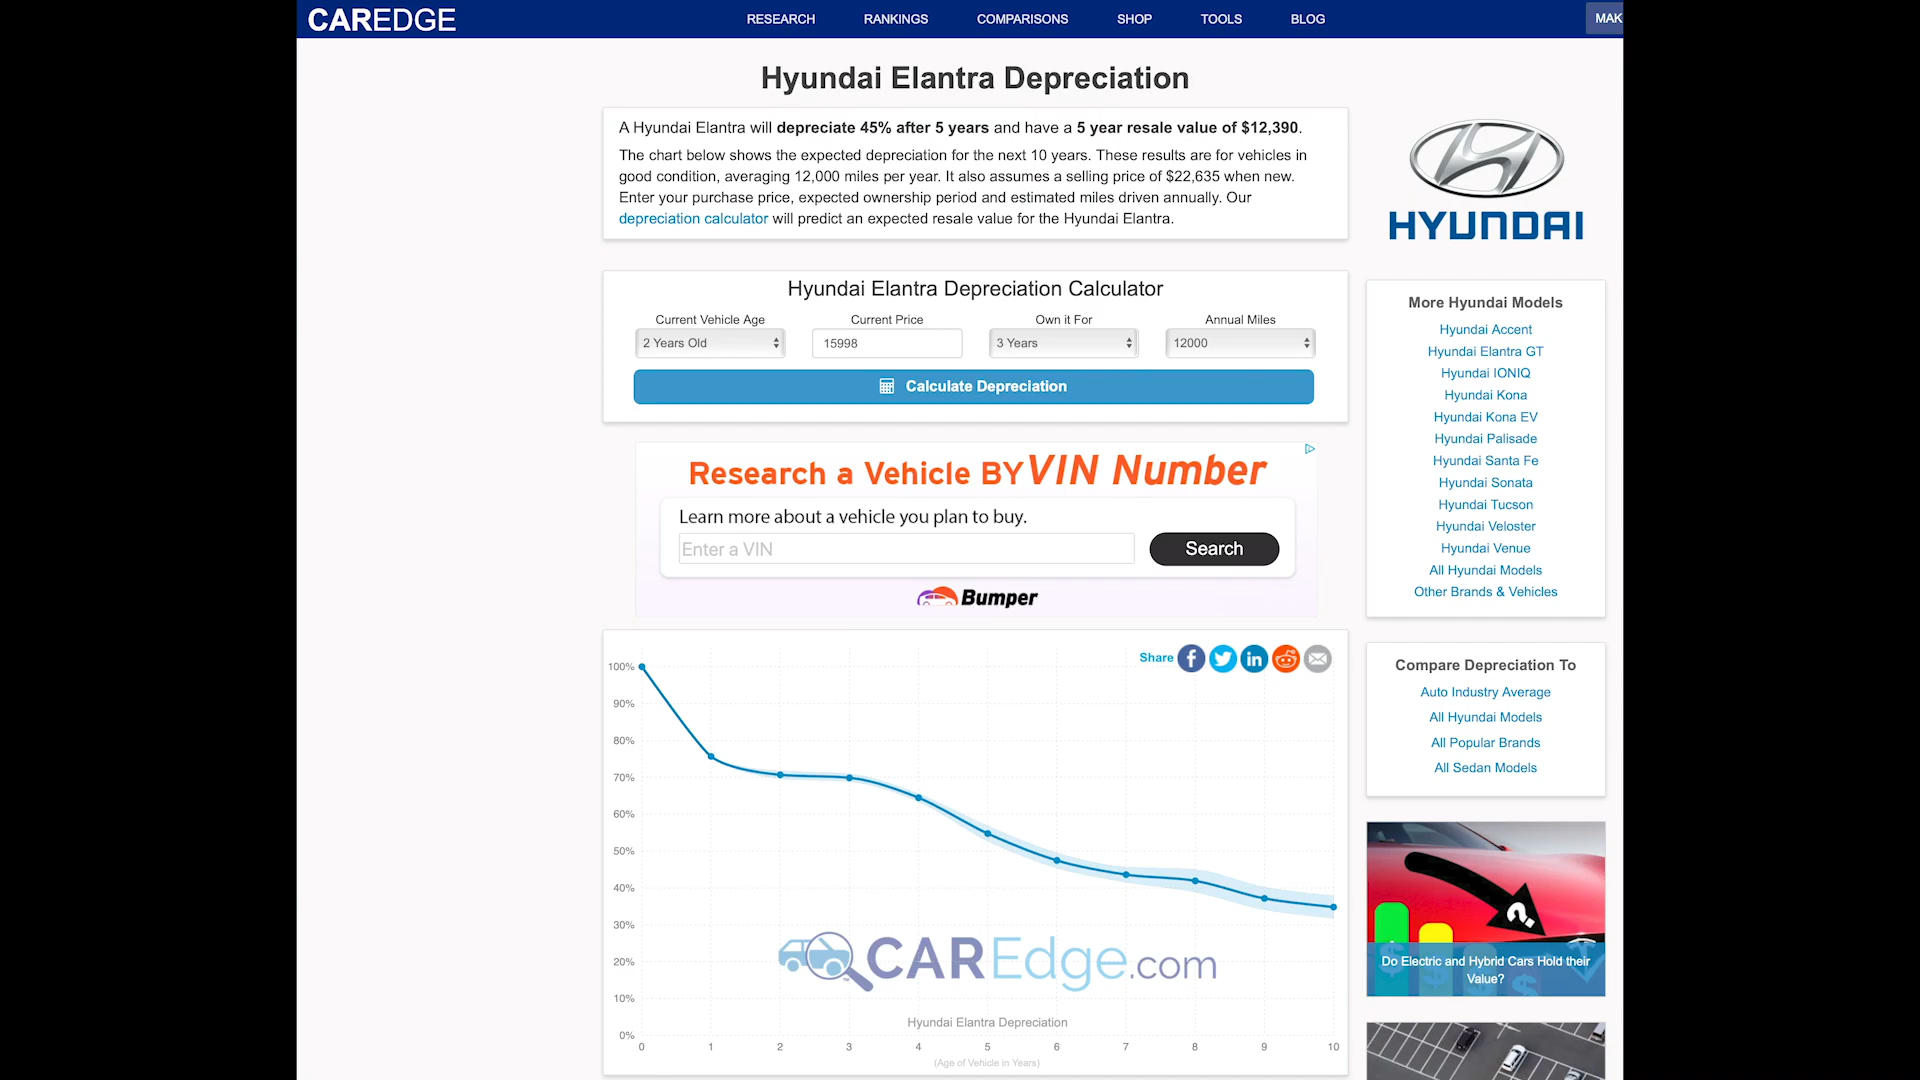 CAREDGE
RESEARCH
RANKINGS
COMPARISONS
SHOP
TOOLS
BLOG
MAK
Hyundai Elantra Depreciation
A Hyundai Elantra will depreciate 45% after 5 years and have a 5 year resale value of $12,390.
The chart below shows the expected depreciation for the next 10 years. These results are for vehicles in
good condition, averaging 12,000 miles per year. It also assumes a selling price of $22,635 when new.
Enter your purchase price, expected ownership period and estimated miles driven annually. Our
depreciation calculator will predict an expected resale value for the Hyundai Elantra.
HYUNDAI
Hyundai Elantra Depreciation Calculator
Current Vehicle Age
Current Price
Own it For
Annual Miles
2 Years Old
15998
3 Years
12000
Calculate Depreciation
Research a Vehicle BY VIN Number
Learn more about a vehicle you plan to buy.
Enter a VIN
Search
Bumper
More Hyundai Models
Hyundai Accent
Hyundai Elantra GT
Hyundai IONIQ
Hyundai Kona
Hyundai Kona EV
Hyundai Palisade
Hyundai Santa Fe
Hyundai Sonata
Hyundai Tucson
Hyundai Veloster
Hyundai Venue
All Hyundai Models
Other Brands & Vehicles
Share
100%
90%
80%
70%
60%
50%
40%
30%
20%
10%
0%
CAREdge.com
Hyundai Elantra Depreciation
0 1 2 3 4 5 6 7 8 9 10
(Age of Vehicle in Years)
Compare Depreciation To
Auto Industry Average
All Hyundai Models
All Popular Brands
All Sedan Models
Do Electric and Hybrid Cars Hold their
Value?